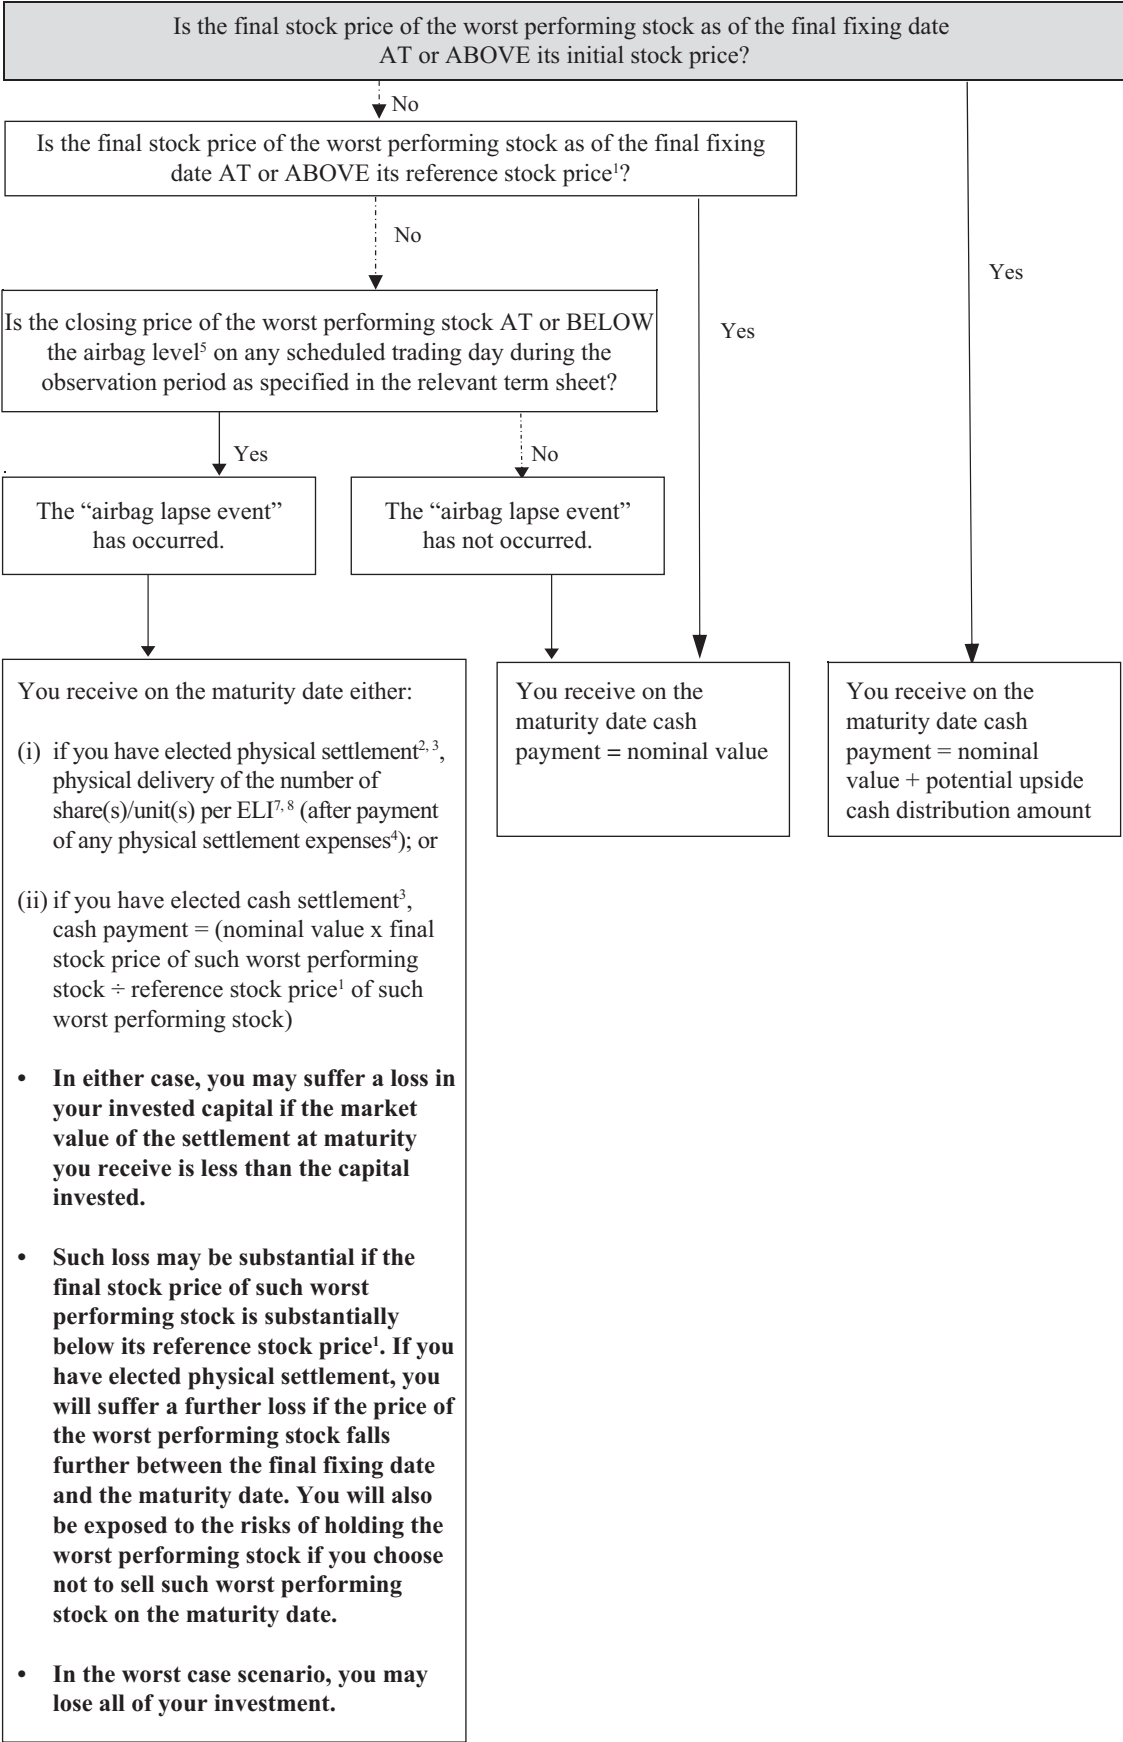 Is the final stock price of the worst performing stock as of the final fixing date
AT or ABOVE its initial stock price?
No
Is the final stock price of the worst performing stock as of the final fixing
date AT or ABOVE its reference stock price¹?
No
Yes
Yes
Is the closing price of the worst performing stock AT or BELOW
the airbag level⁵ on any scheduled trading day during the
observation period as specified in the relevant term sheet?
Yes
No
The “airbag lapse event”
has occurred.
The “airbag lapse event”
has not occurred.
You receive on the maturity date either:
(i) if you have elected physical settlement²˒ ³,
physical delivery of the number of
share(s)/unit(s) per ELI⁷˒ ⁸ (after payment
of any physical settlement expenses⁴); or
(ii) if you have elected cash settlement³,
cash payment = (nominal value x final
stock price of such worst performing
stock ÷ reference stock price¹ of such
worst performing stock)
• In either case, you may suffer a loss in
your invested capital if the market
value of the settlement at maturity
you receive is less than the capital
invested.
• Such loss may be substantial if the
final stock price of such worst
performing stock is substantially
below its reference stock price¹. If you
have elected physical settlement, you
will suffer a further loss if the price of
the worst performing stock falls
further between the final fixing date
and the maturity date. You will also
be exposed to the risks of holding the
worst performing stock if you choose
not to sell such worst performing
stock on the maturity date.
• In the worst case scenario, you may
lose all of your investment.
You receive on the
maturity date cash
payment = nominal value
You receive on the
maturity date cash
payment = nominal
value + potential upside
cash distribution amount